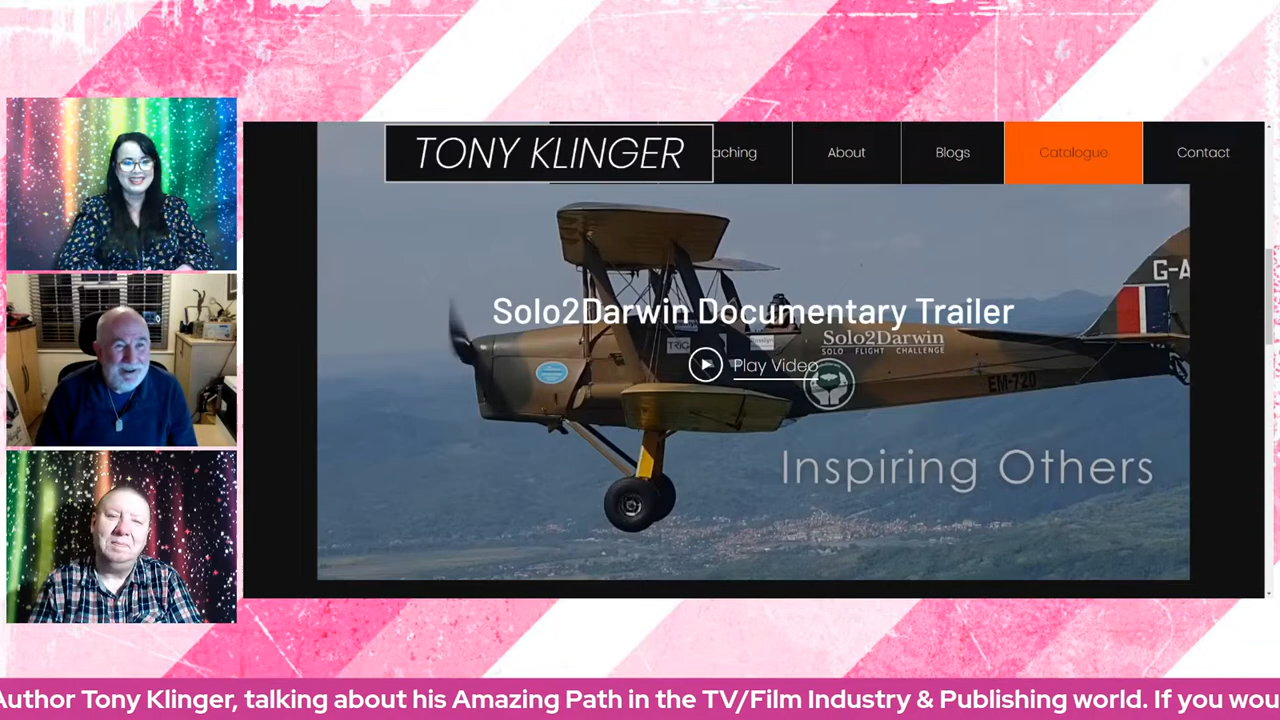 TONY KLINGER
aching
About
Blogs
Catalogue
Contact
G-A
Solo2Darwin Documentary Trailer
TRIG
Solo2Darwin
SOLO FLIGHT CHALLENGE
Play Video
EM-720
Inspiring Others
Author Tony Klinger, talking about his Amazing Path in the TV/Film Industry & Publishing world. If you wou